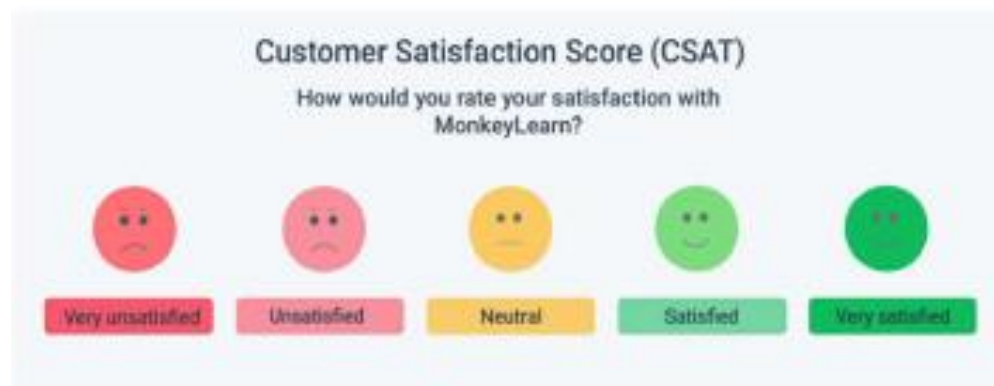 Customer Satisfaction Score (CSAT)
How would you rate your satisfaction with
MonkeyLearn?
Very unsatisfied
Unsatisfied
Neutral
Satisfied
Very satisfied